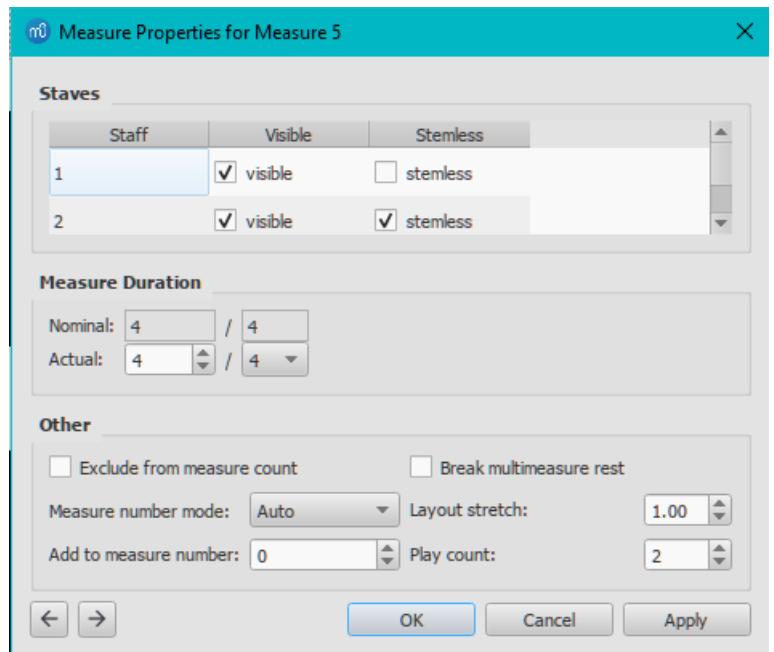 mû Measure Properties for Measure 5
Staves
Staff Visible Stemless
1 visible stemless
2 visible stemless
Measure Duration
Nominal: 4 / 4
Actual: 4 / 4
Other
Exclude from measure count Break multimeasure rest
Measure number mode: Auto Layout stretch: 1.00
Add to measure number: 0 Play count: 2
OK Cancel Apply